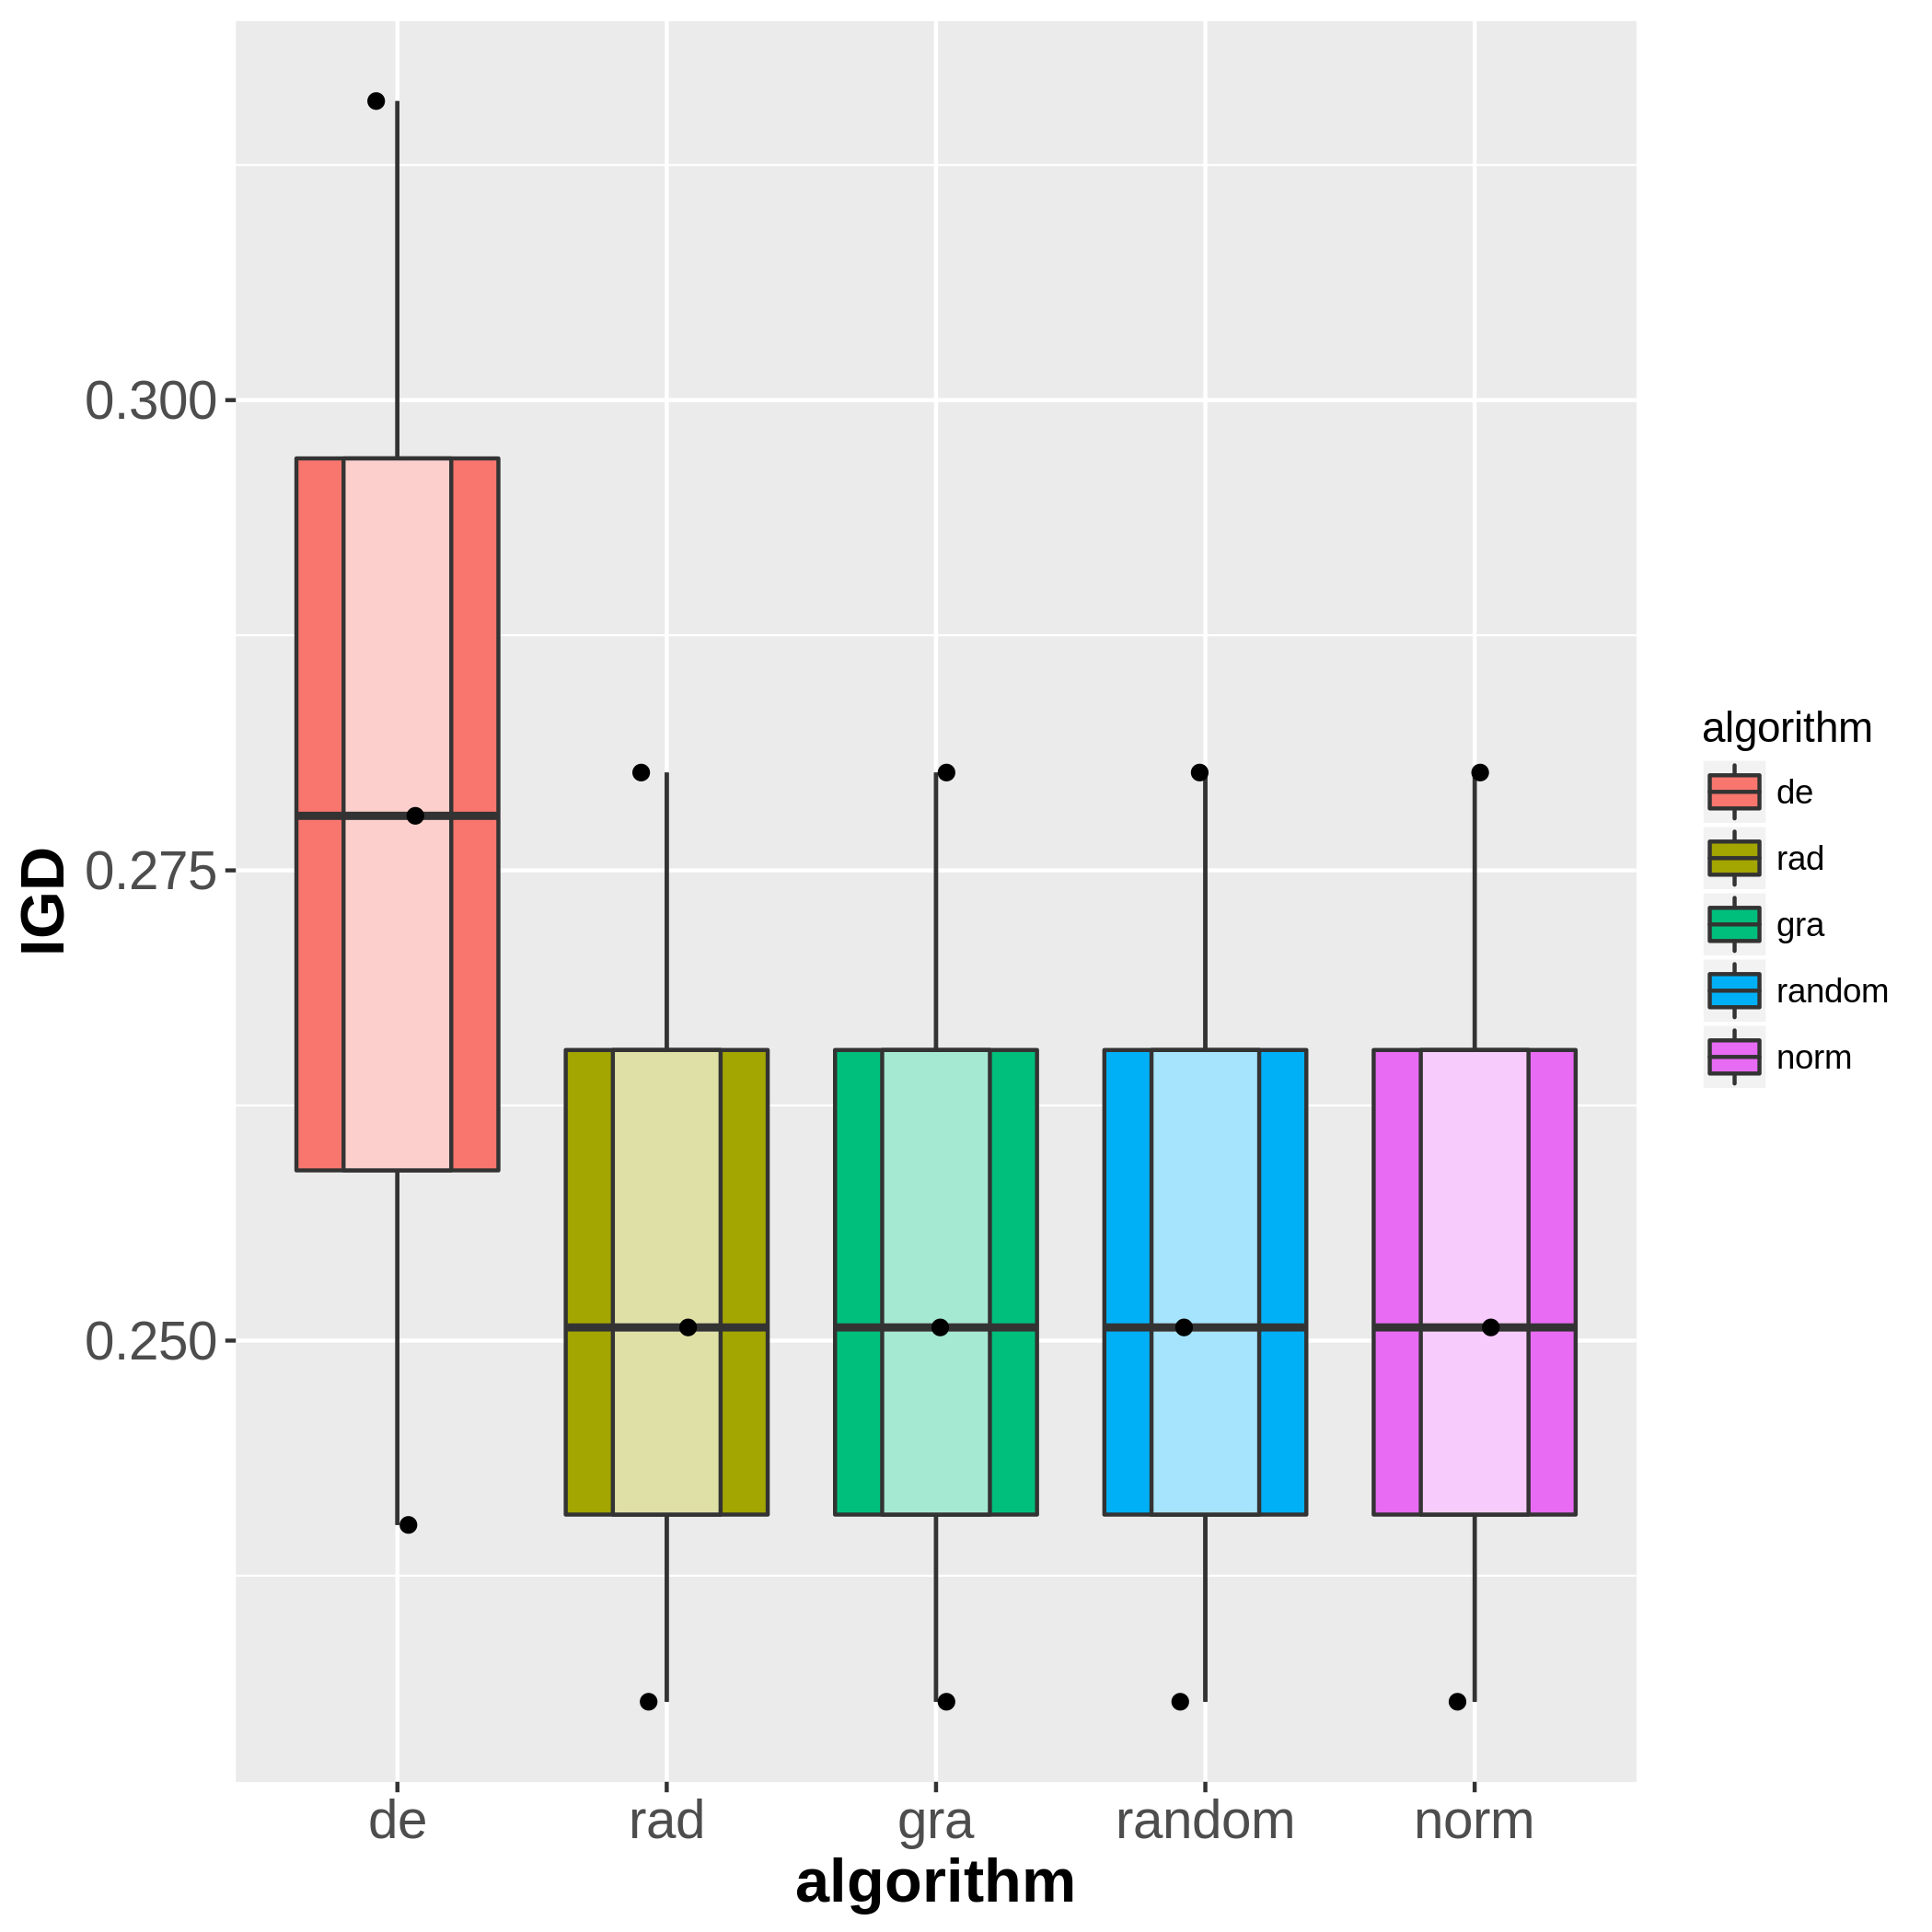 IGD
0.300
0.275
0.250
de
rad
gra
random
norm
algorithm
algorithm
de
rad
gra
random
norm